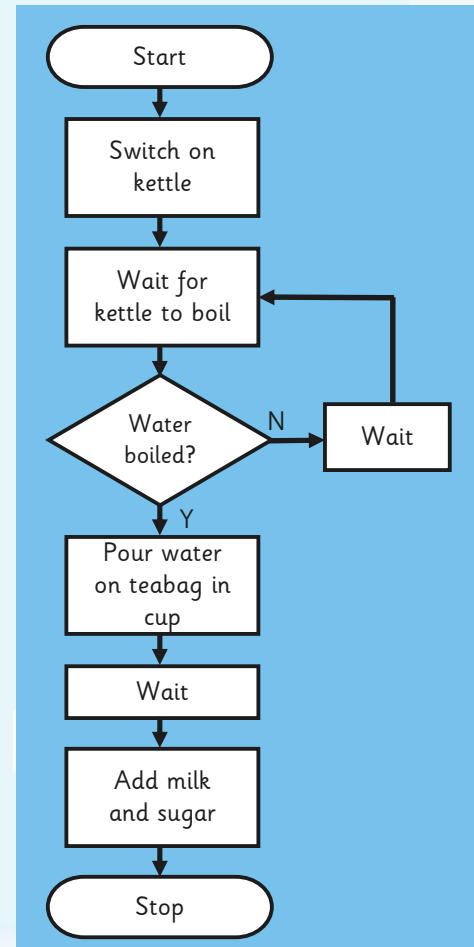 Start
Switch on
kettle
Wait for
kettle to boil
Water
boiled?
N
Wait
Y
Pour water
on teabag in
cup
Wait
Add milk
and sugar
Stop